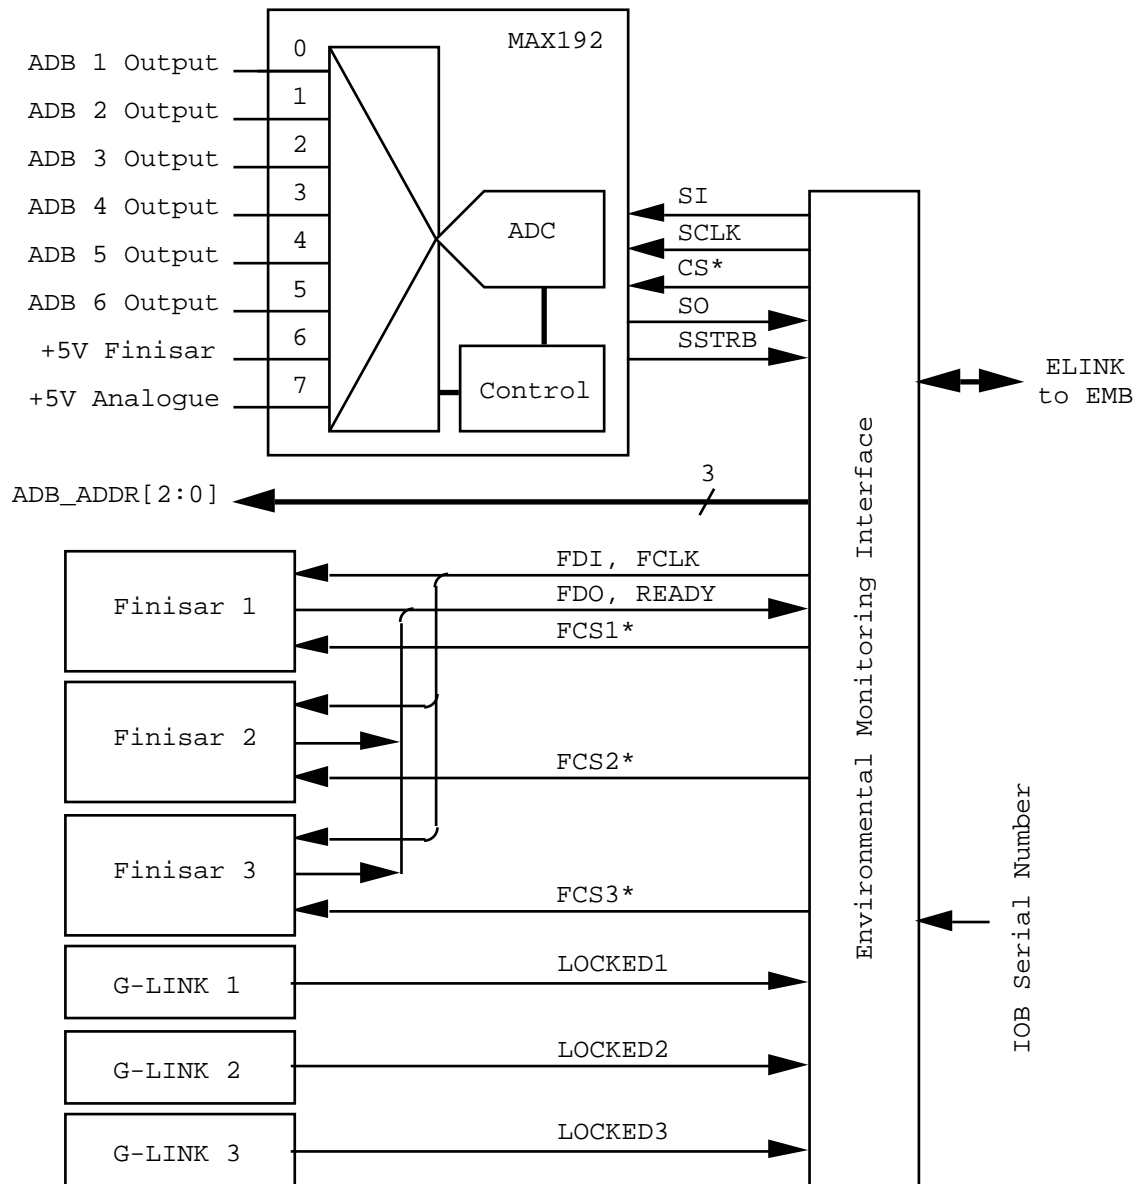 MAX192
ADB 1 Output
0
ADB 2 Output
1
ADB 3 Output
2
ADB 4 Output
3
ADB 5 Output
4
ADB 6 Output
5
+5V Finisar
6
+5V Analogue
7
ADC
Control
SI
SCLK
CS*
SO
SSTRB
ELINK
to EMB
ADB_ADDR[2:0]
3
Environmental Monitoring Interface
Finisar 1
FDI, FCLK
FDO, READY
FCS1*
Finisar 2
FCS2*
Finisar 3
FCS3*
IOB Serial Number
G-LINK 1
LOCKED1
G-LINK 2
LOCKED2
G-LINK 3
LOCKED3